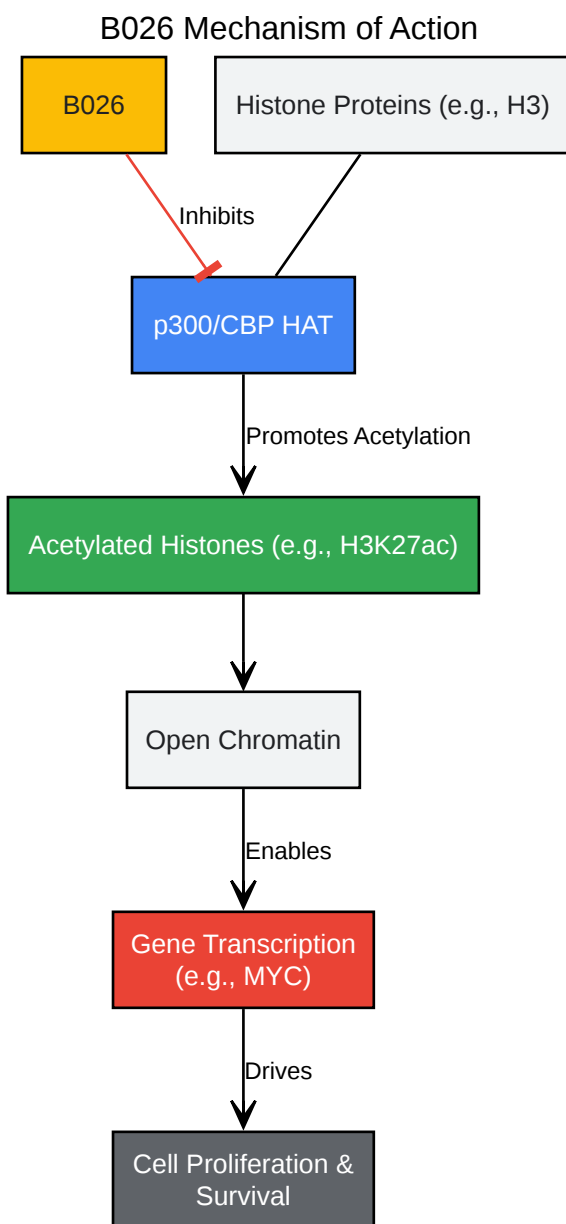 B026 Mechanism of Action
B026
Histone Proteins (e.g., H3)
Inhibits
p300/CBP HAT
Promotes Acetylation
Acetylated Histones (e.g., H3K27ac)
Open Chromatin
Enables
Gene Transcription
(e.g., MYC)
Drives
Cell Proliferation &
Survival